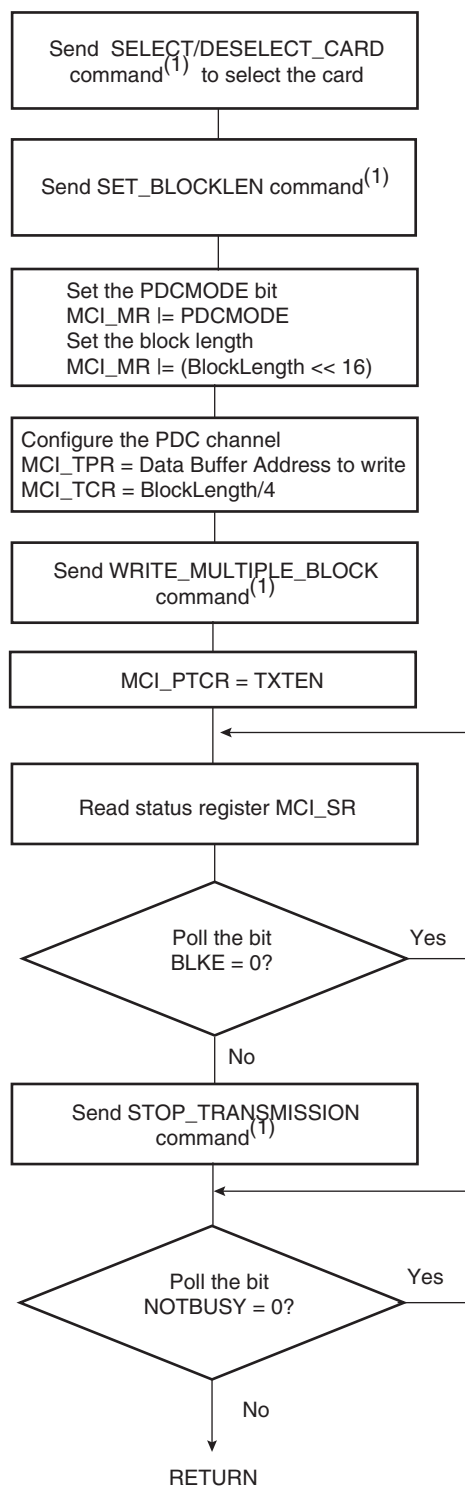 Send SELECT/DESELECT_CARD
command(1) to select the card
Send SET_BLOCKLEN command(1)
Set the PDCMODE bit
MCI_MR |= PDCMODE
Set the block length
MCI_MR |= (BlockLength << 16)
Configure the PDC channel
MCI_TPR = Data Buffer Address to write
MCI_TCR = BlockLength/4
Send WRITE_MULTIPLE_BLOCK
command(1)
MCI_PTCR = TXTEN
Read status register MCI_SR
Poll the bit
BLKE = 0?
Yes
No
Send STOP_TRANSMISSION
command(1)
Poll the bit
NOTBUSY = 0?
Yes
No
RETURN